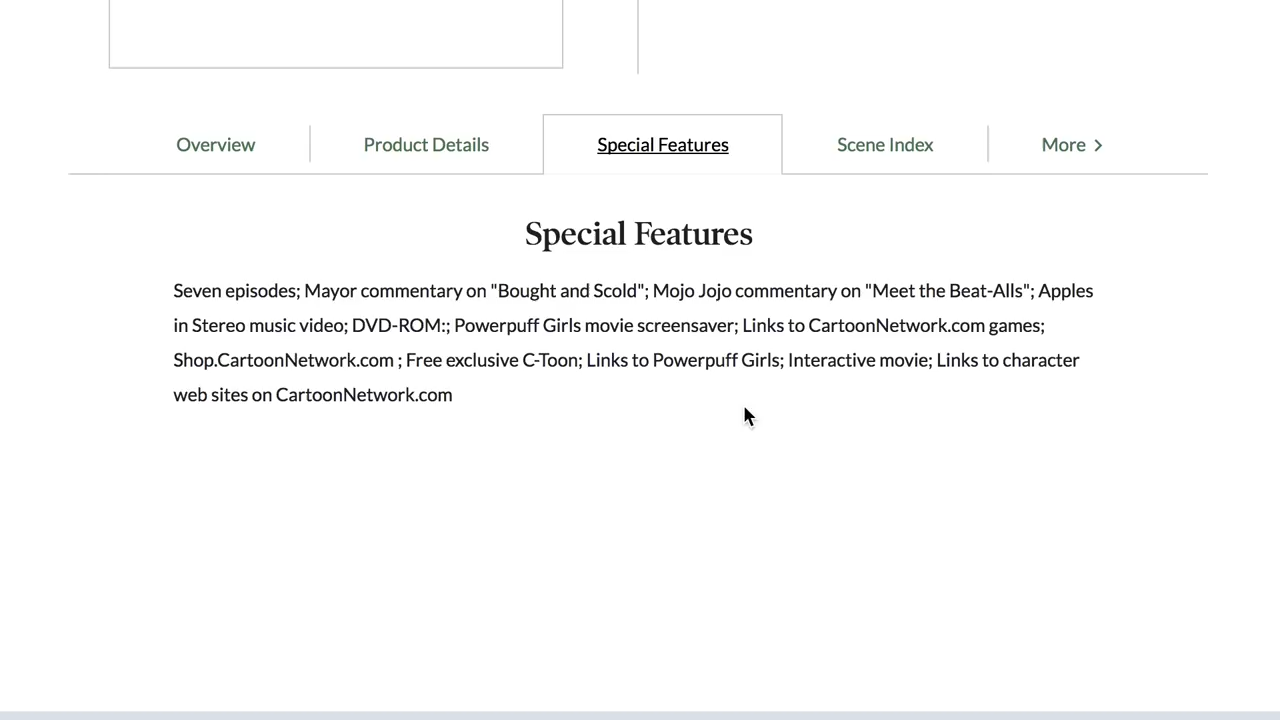 Overview
Product Details
Special Features
Scene Index
More >
Special Features
Seven episodes; Mayor commentary on "Bought and Scold"; Mojo Jojo commentary on "Meet the Beat-Alls"; Apples
in Stereo music video; DVD-ROM:; Powerpuff Girls movie screensaver; Links to CartoonNetwork.com games;
Shop.CartoonNetwork.com ; Free exclusive C-Toon; Links to Powerpuff Girls; Interactive movie; Links to character
web sites on CartoonNetwork.com